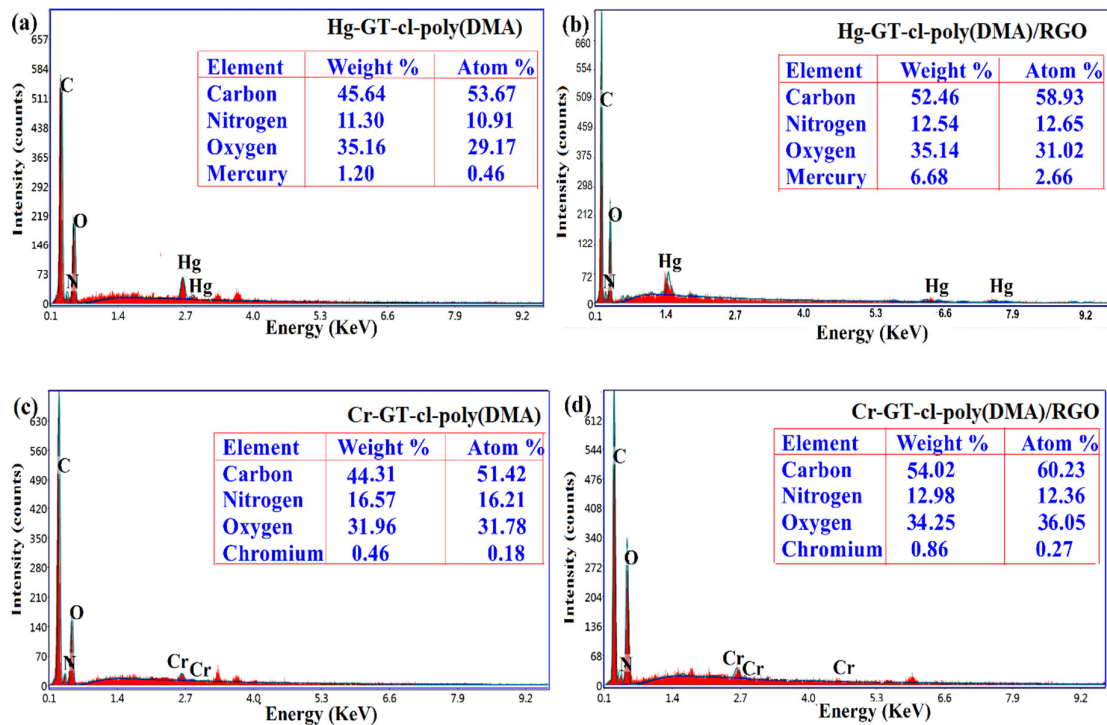 (a)
Hg-GT-cl-poly(DMA)
Intensity (counts)
657
584
511
438
365
292
219
146
73
0
Element Weight % Atom %
Carbon 45.64 53.67
Nitrogen 11.30 10.91
Oxygen 35.16 29.17
Mercury 1.20 0.46
C
O
N
Hg
Hg
0.1 1.4 2.7 4.0 5.3 6.6 7.9 9.2
Energy (KeV)
(b)
Hg-GT-cl-poly(DMA)/RGO
Intensity (counts)
660
584
509
459
386
292
212
134
72
0
Element Weight % Atom %
Carbon 52.46 58.93
Nitrogen 12.54 12.65
Oxygen 35.14 31.02
Mercury 6.68 2.66
C
O
N
Hg
Hg
Hg
0.1 1.4 2.7 4.0 5.3 6.6 7.9 9.2
Energy (KeV)
(c)
Cr-GT-cl-poly(DMA)
Intensity (counts)
630
560
490
420
350
280
210
140
70
0
Element Weight % Atom %
Carbon 44.31 51.42
Nitrogen 16.57 16.21
Oxygen 31.96 31.78
Chromium 0.46 0.18
C
O
N
Cr
Cr
0.1 1.4 2.7 4.0 5.3 6.6 7.9 9.2
Energy (KeV)
(d)
Cr-GT-cl-poly(DMA)/RGO
Intensity (counts)
612
544
476
408
340
272
204
136
68
0
Element Weight % Atom %
Carbon 54.02 60.23
Nitrogen 12.98 12.36
Oxygen 34.25 36.05
Chromium 0.86 0.27
C
O
N
Cr
Cr
Cr
0.1 1.4 2.7 4.0 5.3 6.6 7.9 9.2
Energy (KeV)